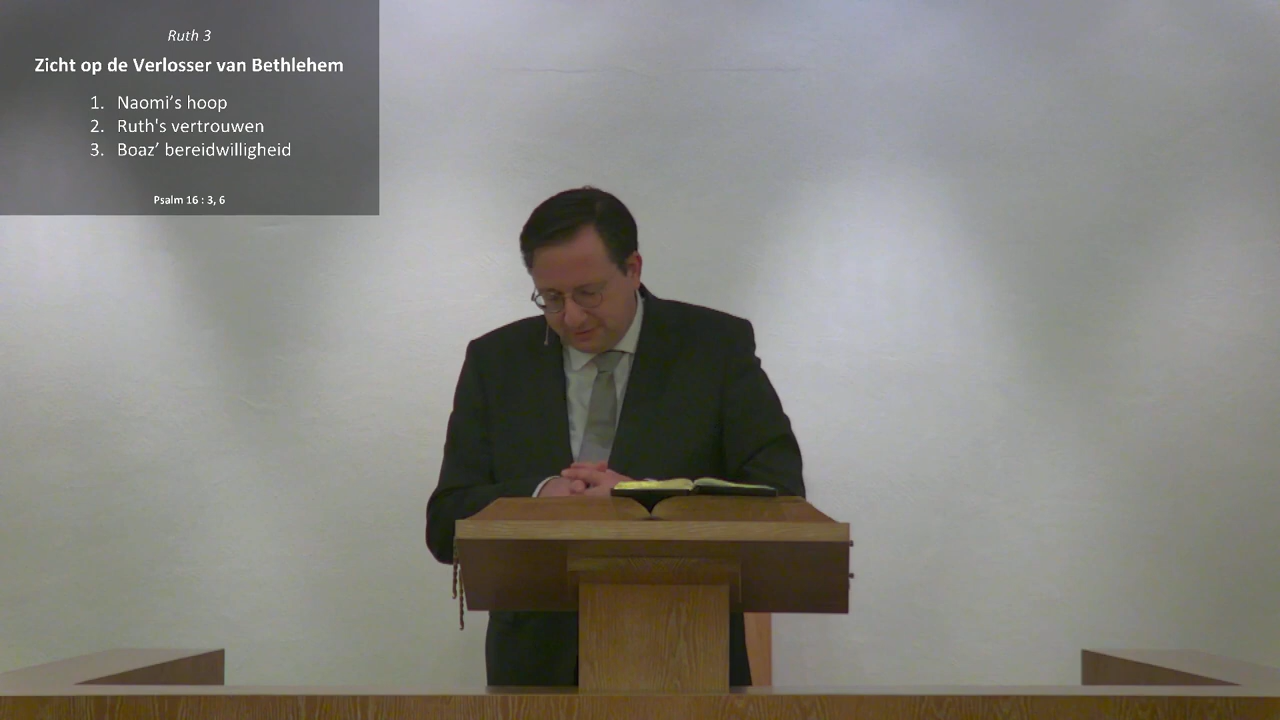 Ruth 3
Zicht op de Verlosser van Bethlehem
1. Naomi’s hoop
2. Ruth's vertrouwen
3. Boaz’ bereidwilligheid
Psalm 16 : 3, 6